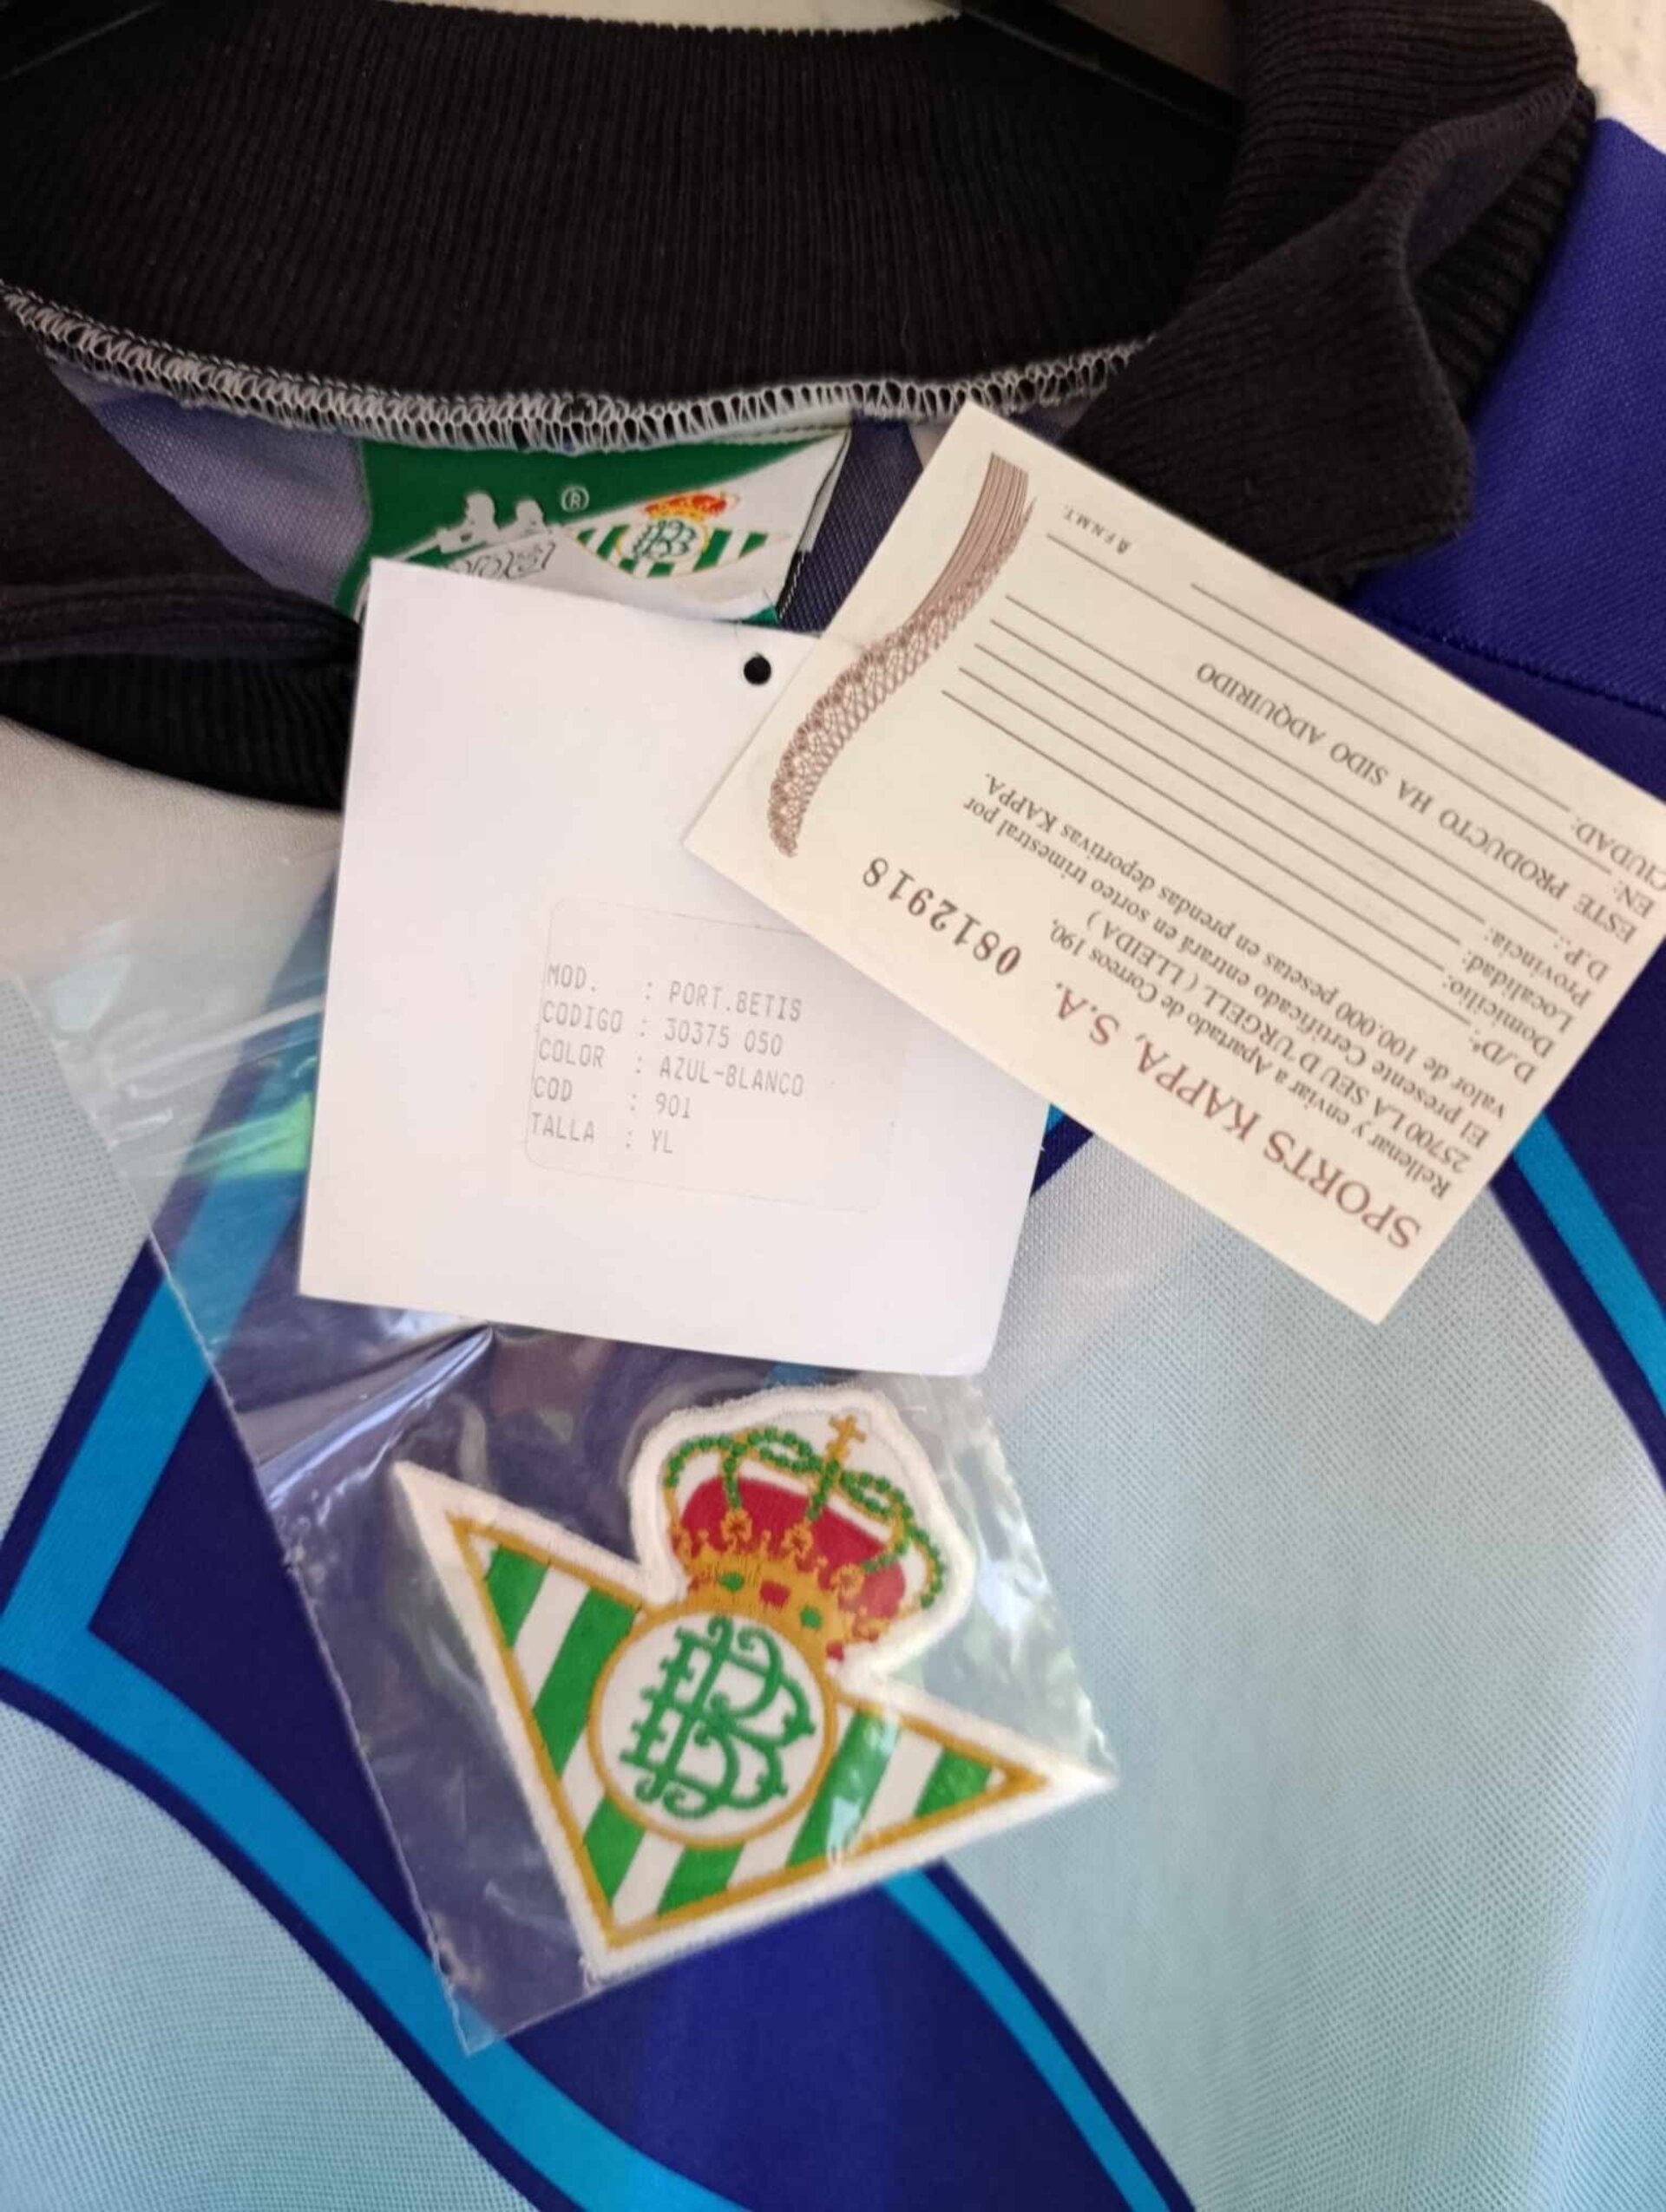 ®
MOD. : PORT.BETIS
CODIGO : 30375 050
COLOR : AZUL-BLANCO
COD : 901
TALLA : YL
SPORTS KAPPA, S.A. 0812918
Rellenar y enviar a Apartado de Correos 190,
25700 LA SEU D'URGELL ( LLEIDA )
El presente Certificado entrará en sorteo trimestral por
valor de 100.000 pesetas en prendas deportivas KAPPA.
D./Dª:
Domicilio:
Localidad:
Provincia:
D.P.:
ESTE PRODUCTO HA SIDO ADQUIRIDO
EN:
CIUDAD:
F.N.M.T.